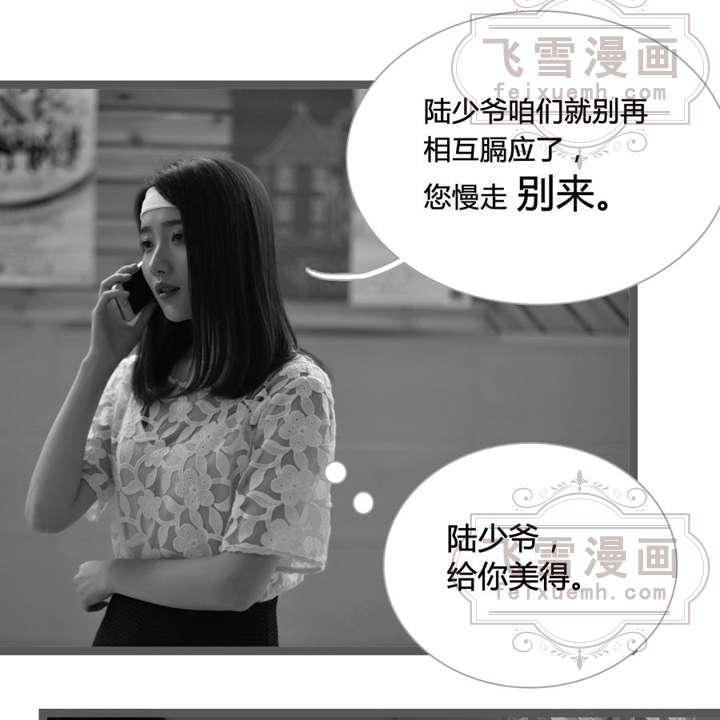 飞雪漫画
feixuemh.com
陆少爷咱们就别再
相互膈应了，
您慢走 别来。
陆少爷，
给你美得。
飞雪漫画
feixuemh.com